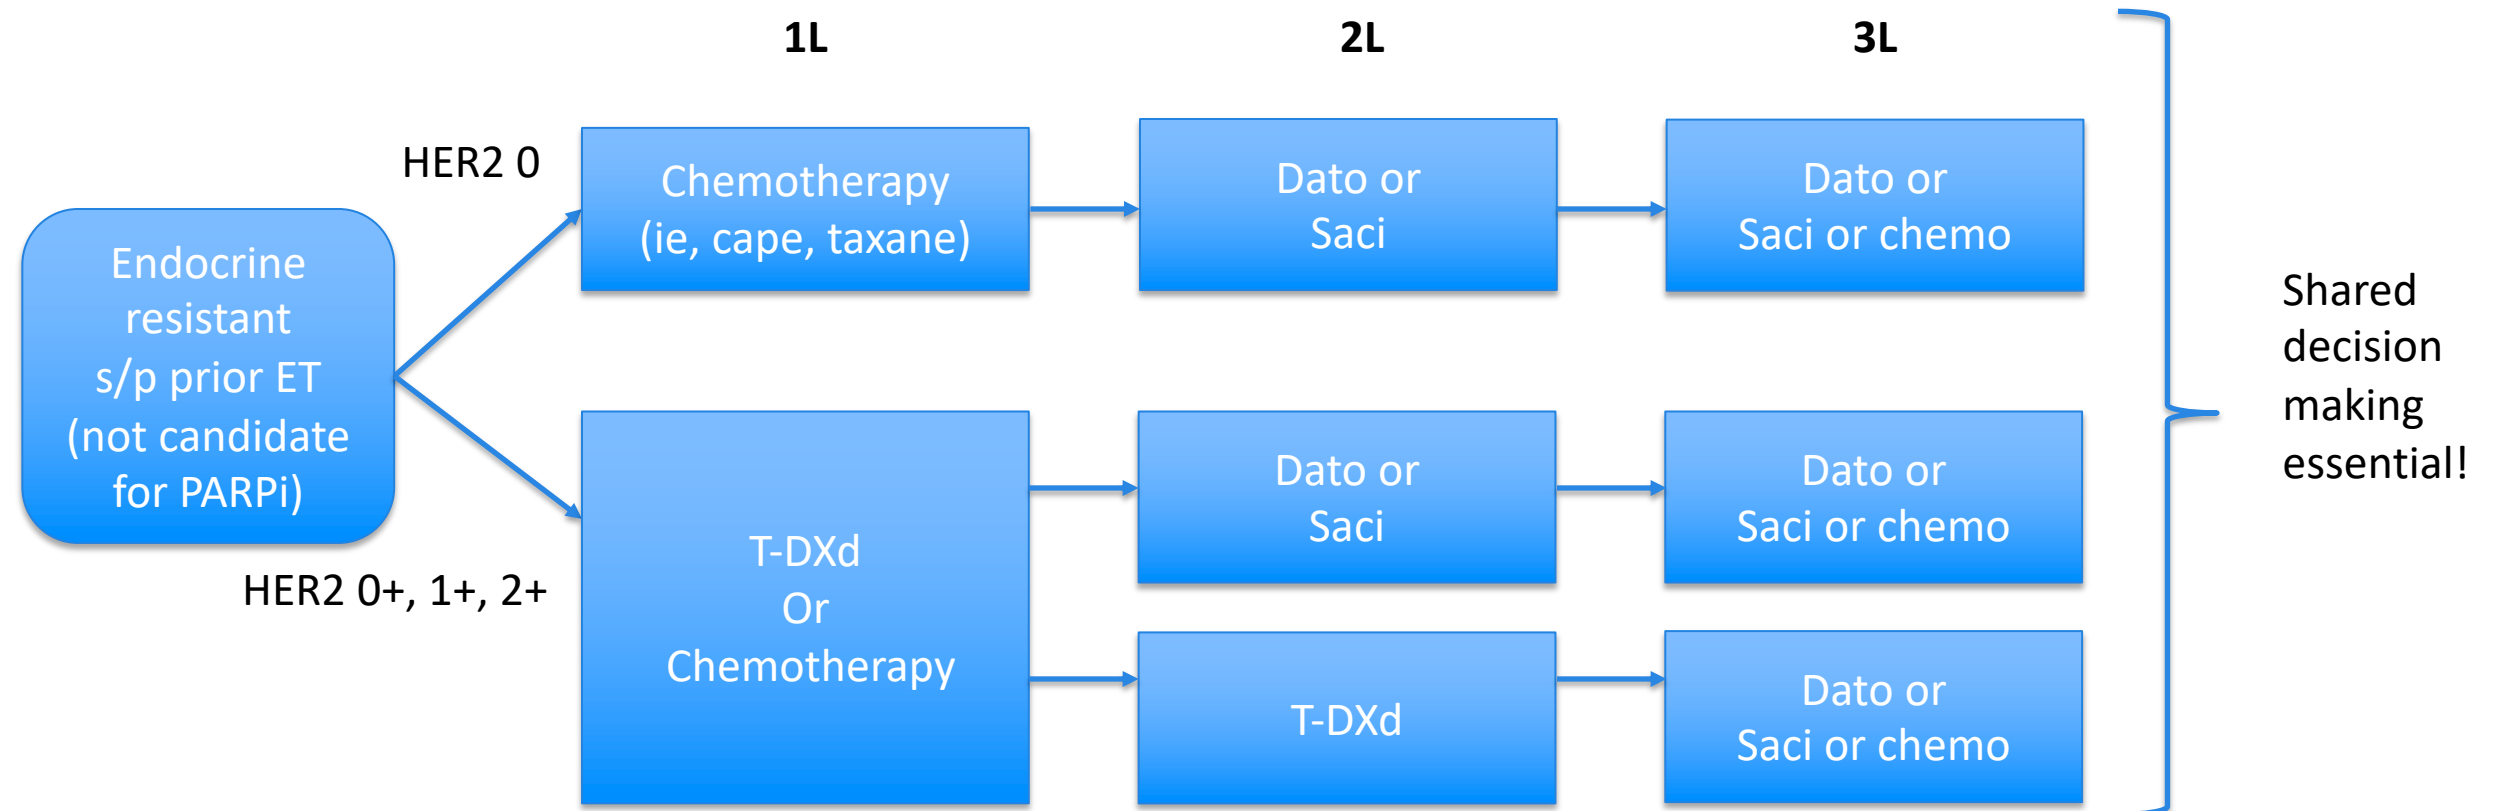 1L
2L
3L
HER2 0
Endocrine
resistant
s/p prior ET
(not candidate
for PARPi)
Chemotherapy
(ie, cape, taxane)
Dato or
Saci
Dato or
Saci or chemo
HER2 0+, 1+, 2+
T-DXd
Or
Chemotherapy
Dato or
Saci
Dato or
Saci or chemo
T-DXd
Dato or
Saci or chemo
Shared
decision
making
essential!